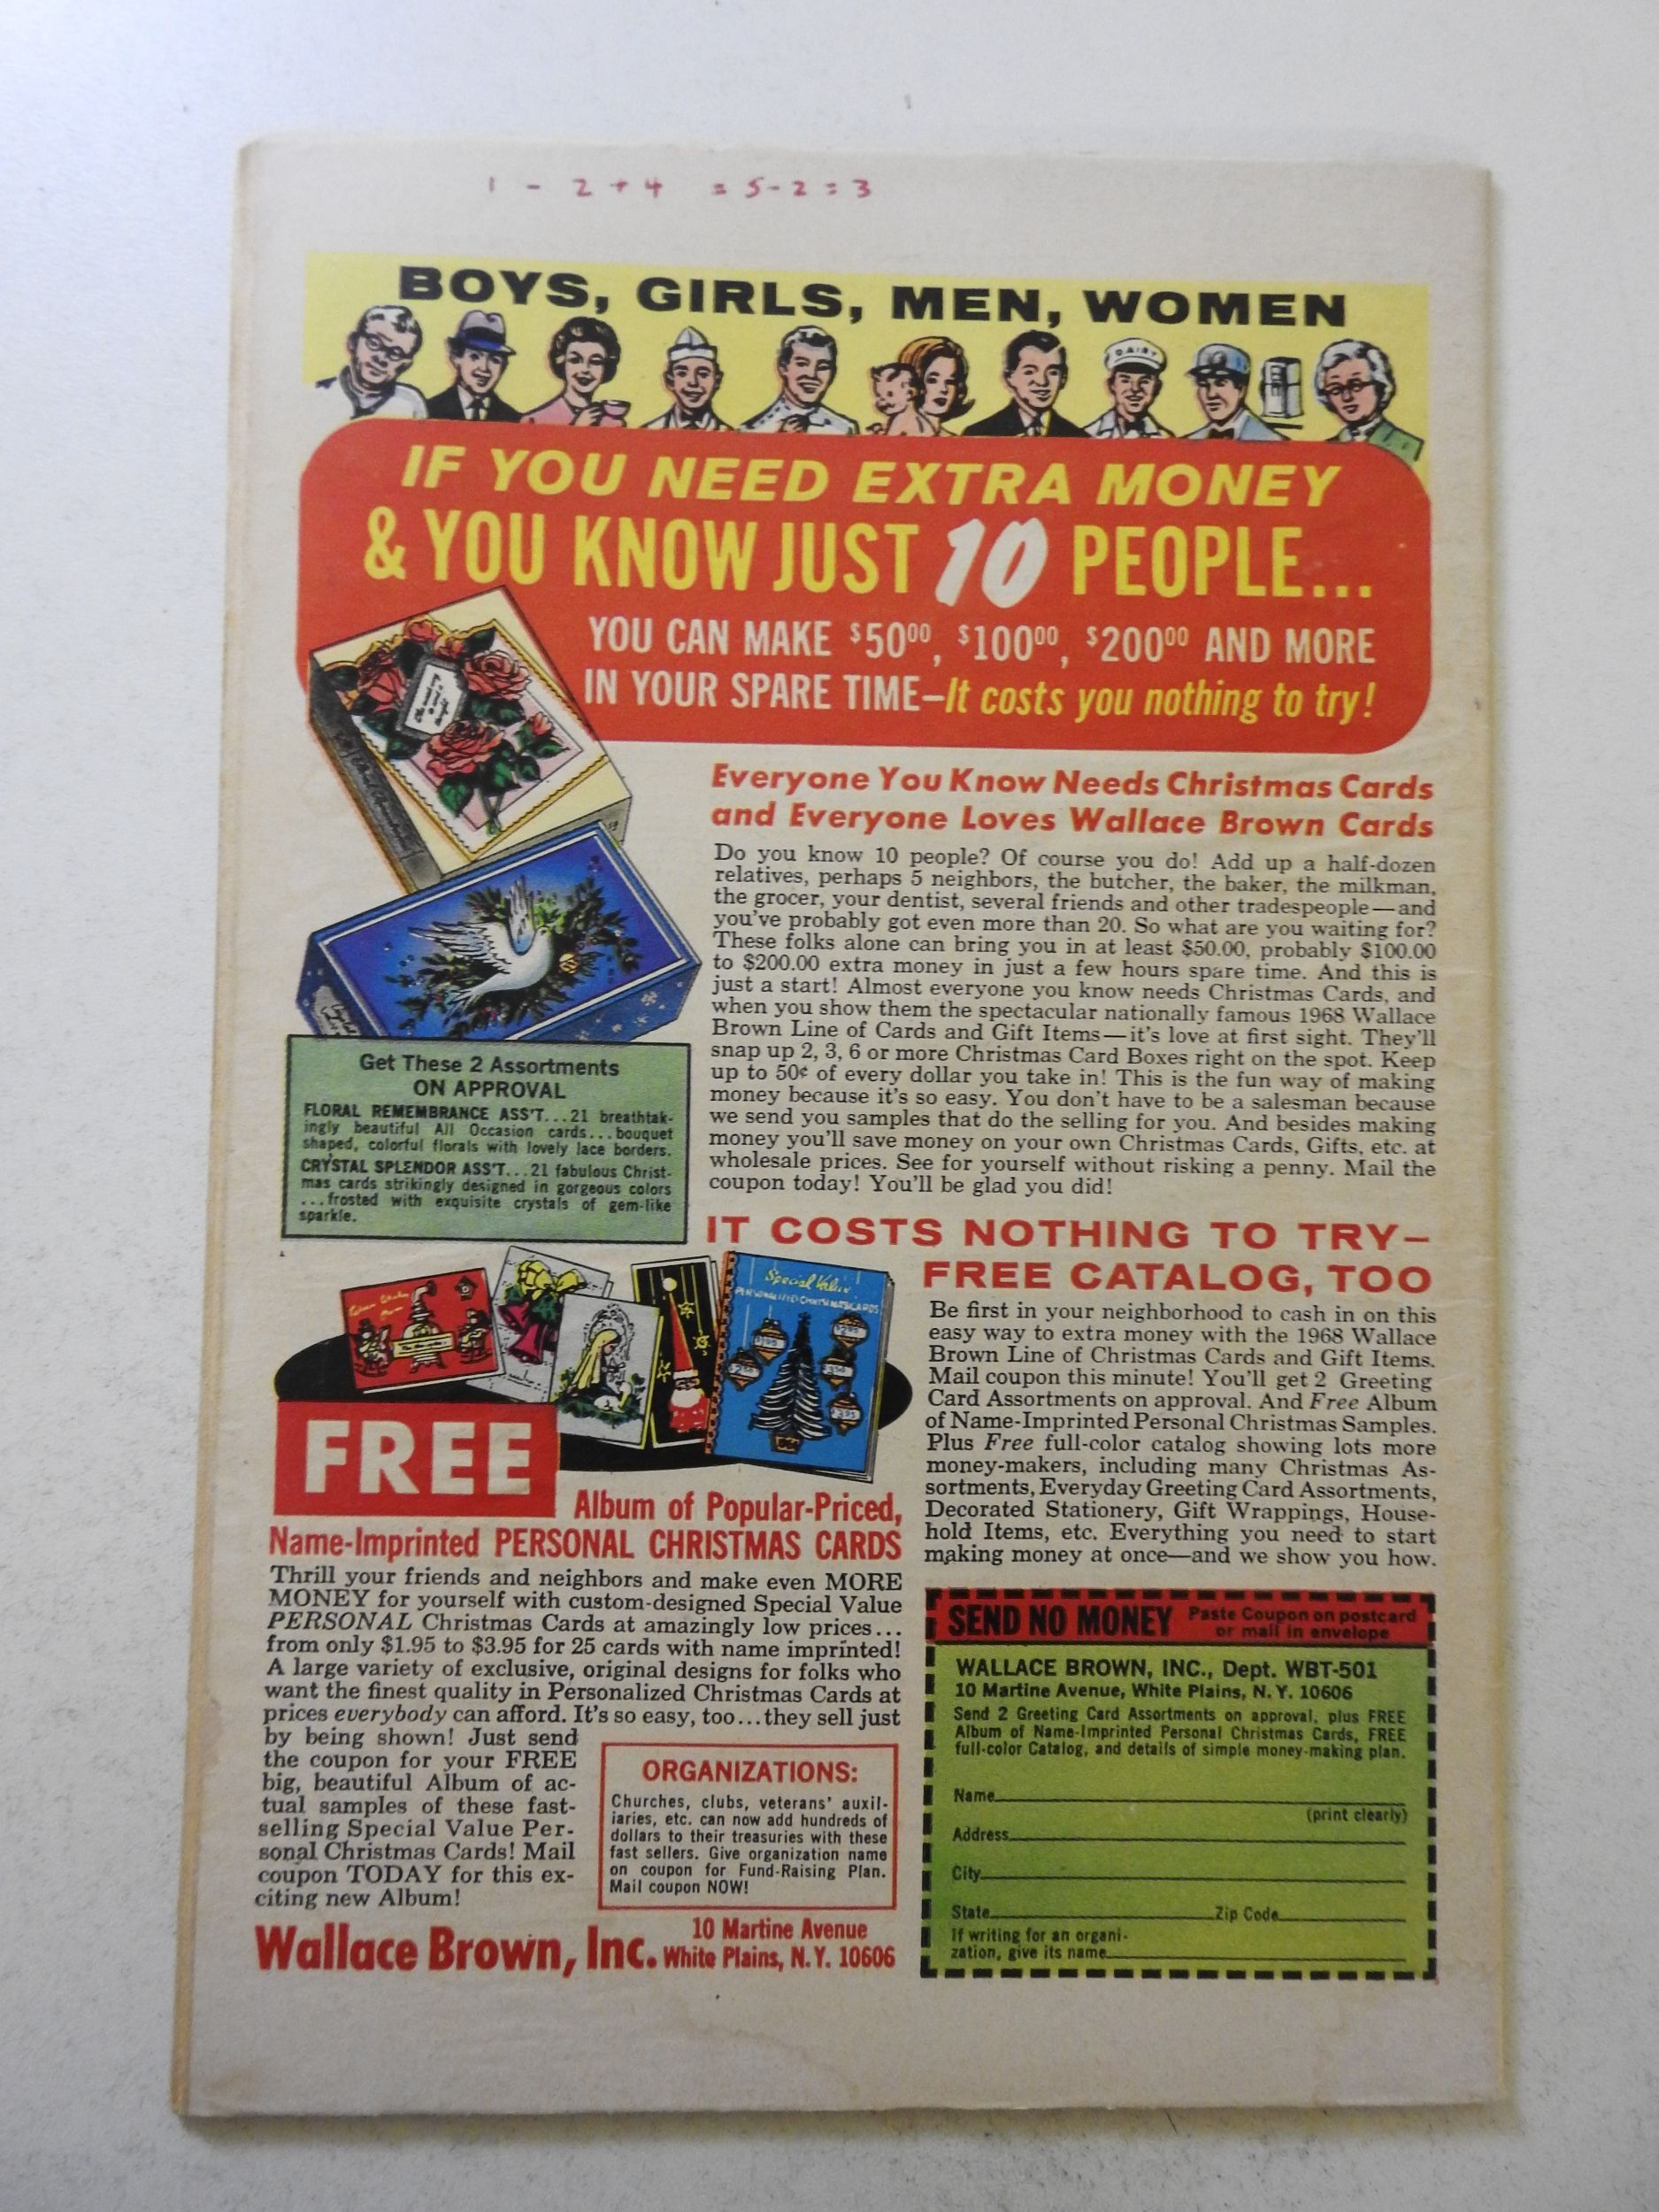 1 - 2 + 4 = 5 - 2 = 3
BOYS, GIRLS, MEN, WOMEN
DAIRY
IF YOU NEED EXTRA MONEY
& YOU KNOW JUST 10 PEOPLE...
YOU CAN MAKE $50⁰⁰, $100⁰⁰, $200⁰⁰ AND MORE
IN YOUR SPARE TIME—It costs you nothing to try!
Everyone You Know Needs Christmas Cards
and Everyone Loves Wallace Brown Cards
Do you know 10 people? Of course you do! Add up a half-dozen
relatives, perhaps 5 neighbors, the butcher, the baker, the milkman,
the grocer, your dentist, several friends and other tradespeople—and
you've probably got even more than 20. So what are you waiting for?
These folks alone can bring you in at least $50.00, probably $100.00
to $200.00 extra money in just a few hours spare time. And this is
just a start! Almost everyone you know needs Christmas Cards, and
when you show them the spectacular nationally famous 1968 Wallace
Brown Line of Cards and Gift Items—it's love at first sight. They'll
snap up 2, 3, 6 or more Christmas Card Boxes right on the spot. Keep
up to 50¢ of every dollar you take in! This is the fun way of making
money because it's so easy. You don't have to be a salesman because
we send you samples that do the selling for you. And besides making
money you'll save money on your own Christmas Cards, Gifts, etc. at
wholesale prices. See for yourself without risking a penny. Mail the
coupon today! You'll be glad you did!
Get These 2 Assortments
ON APPROVAL
FLORAL REMEMBRANCE ASS'T...21 breathtak-
ingly beautiful All Occasion cards...bouquet
shaped, colorful florals with lovely lace borders.
CRYSTAL SPLENDOR ASS'T...21 fabulous Christ-
mas cards strikingly designed in gorgeous colors
...frosted with exquisite crystals of gem-like
sparkle.
IT COSTS NOTHING TO TRY—
FREE CATALOG, TOO
Be first in your neighborhood to cash in on this
easy way to extra money with the 1968 Wallace
Brown Line of Christmas Cards and Gift Items.
Mail coupon this minute! You'll get 2 Greeting
Card Assortments on approval. And Free Album
of Name-Imprinted Personal Christmas Samples.
Plus Free full-color catalog showing lots more
money-makers, including many Christmas As-
sortments, Everyday Greeting Card Assortments,
Decorated Stationery, Gift Wrappings, House-
hold Items, etc. Everything you need to start
making money at once—and we show you how.
Special Value
PERSONALIZED CHRISTMAS CARDS
FREE
Album of Popular-Priced,
Name-Imprinted PERSONAL CHRISTMAS CARDS
Thrill your friends and neighbors and make even MORE
MONEY for yourself with custom-designed Special Value
PERSONAL Christmas Cards at amazingly low prices...
from only $1.95 to $3.95 for 25 cards with name imprinted!
A large variety of exclusive, original designs for folks who
want the finest quality in Personalized Christmas Cards at
prices everybody can afford. It's so easy, too...they sell just
by being shown! Just send
the coupon for your FREE
big, beautiful Album of ac-
tual samples of these fast-
selling Special Value Per-
sonal Christmas Cards! Mail
coupon TODAY for this ex-
citing new Album!
ORGANIZATIONS:
Churches, clubs, veterans' auxil-
iaries, etc. can now add hundreds of
dollars to their treasuries with these
fast sellers. Give organization name
on coupon for Fund-Raising Plan.
Mail coupon NOW!
Wallace Brown, Inc. 10 Martine Avenue
White Plains, N.Y. 10606
SEND NO MONEY Paste Coupon on postcard
or mail in envelope
WALLACE BROWN, INC., Dept. WBT-501
10 Martine Avenue, White Plains, N.Y. 10606
Send 2 Greeting Card Assortments on approval, plus FREE
Album of Name-Imprinted Personal Christmas Cards, FREE
full-color Catalog, and details of simple money-making plan.
Name
(print clearly)
Address
City
State Zip Code
If writing for an organi-
zation, give its name